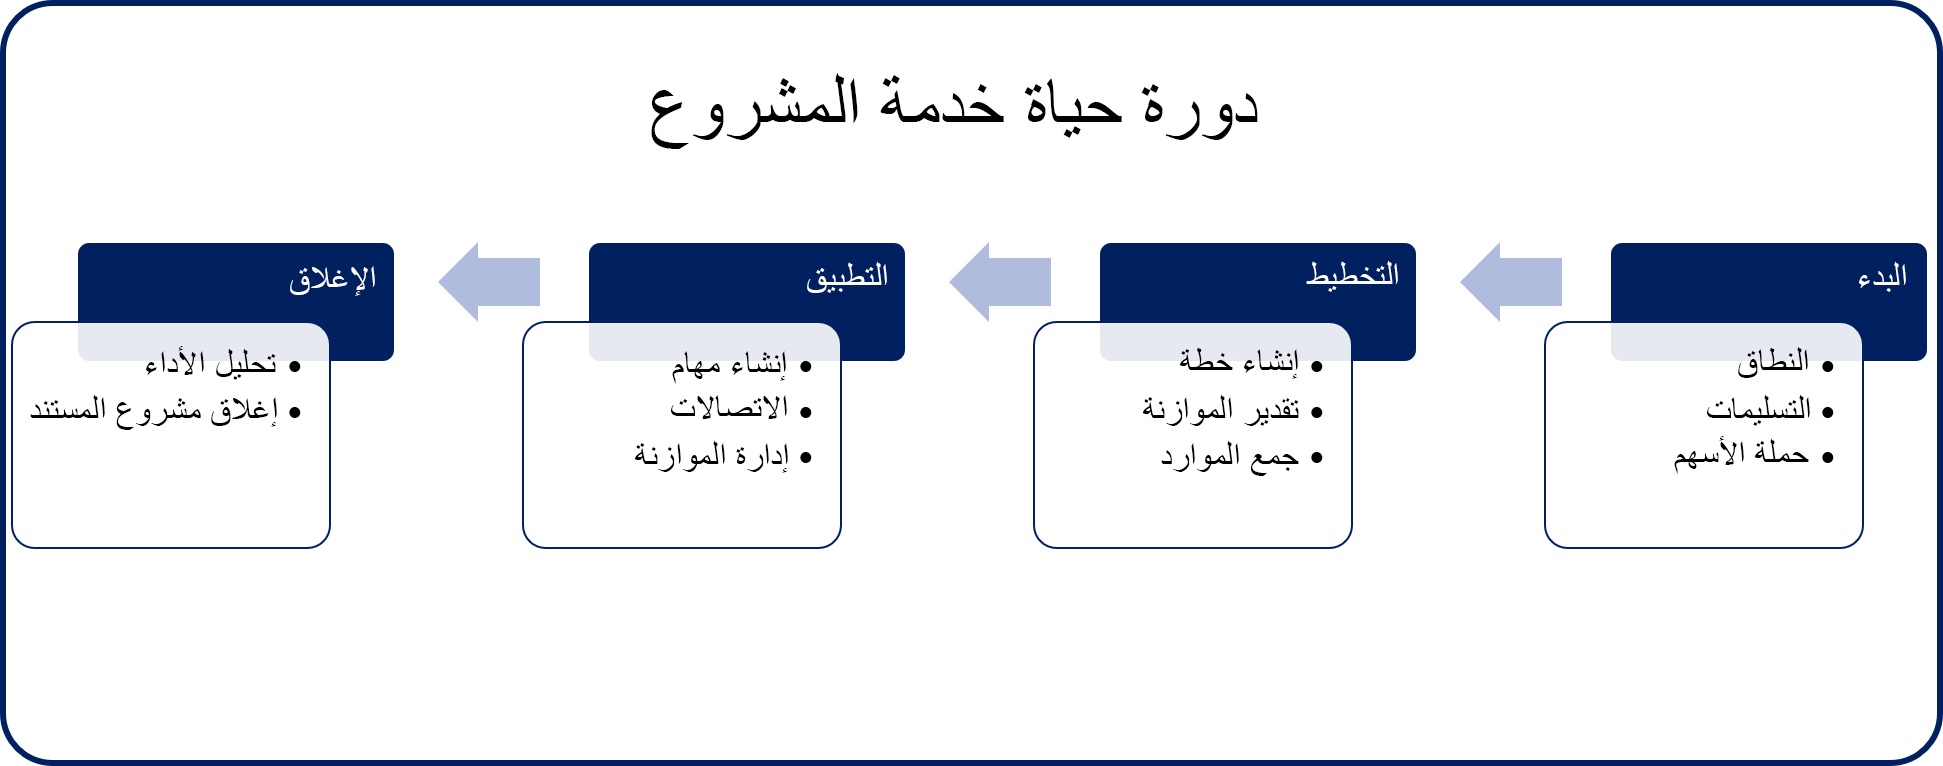 دورة حياة خدمة المشروع
البدء
• النطاق
• التسليمات
• حملة الأسهم
التخطيط
• إنشاء خطة
• تقدير الموازنة
• جمع الموارد
التطبيق
• إنشاء مهام
• الاتصالات
• إدارة الموازنة
الإغلاق
• تحليل الأداء
• إغلاق مشروع المستند